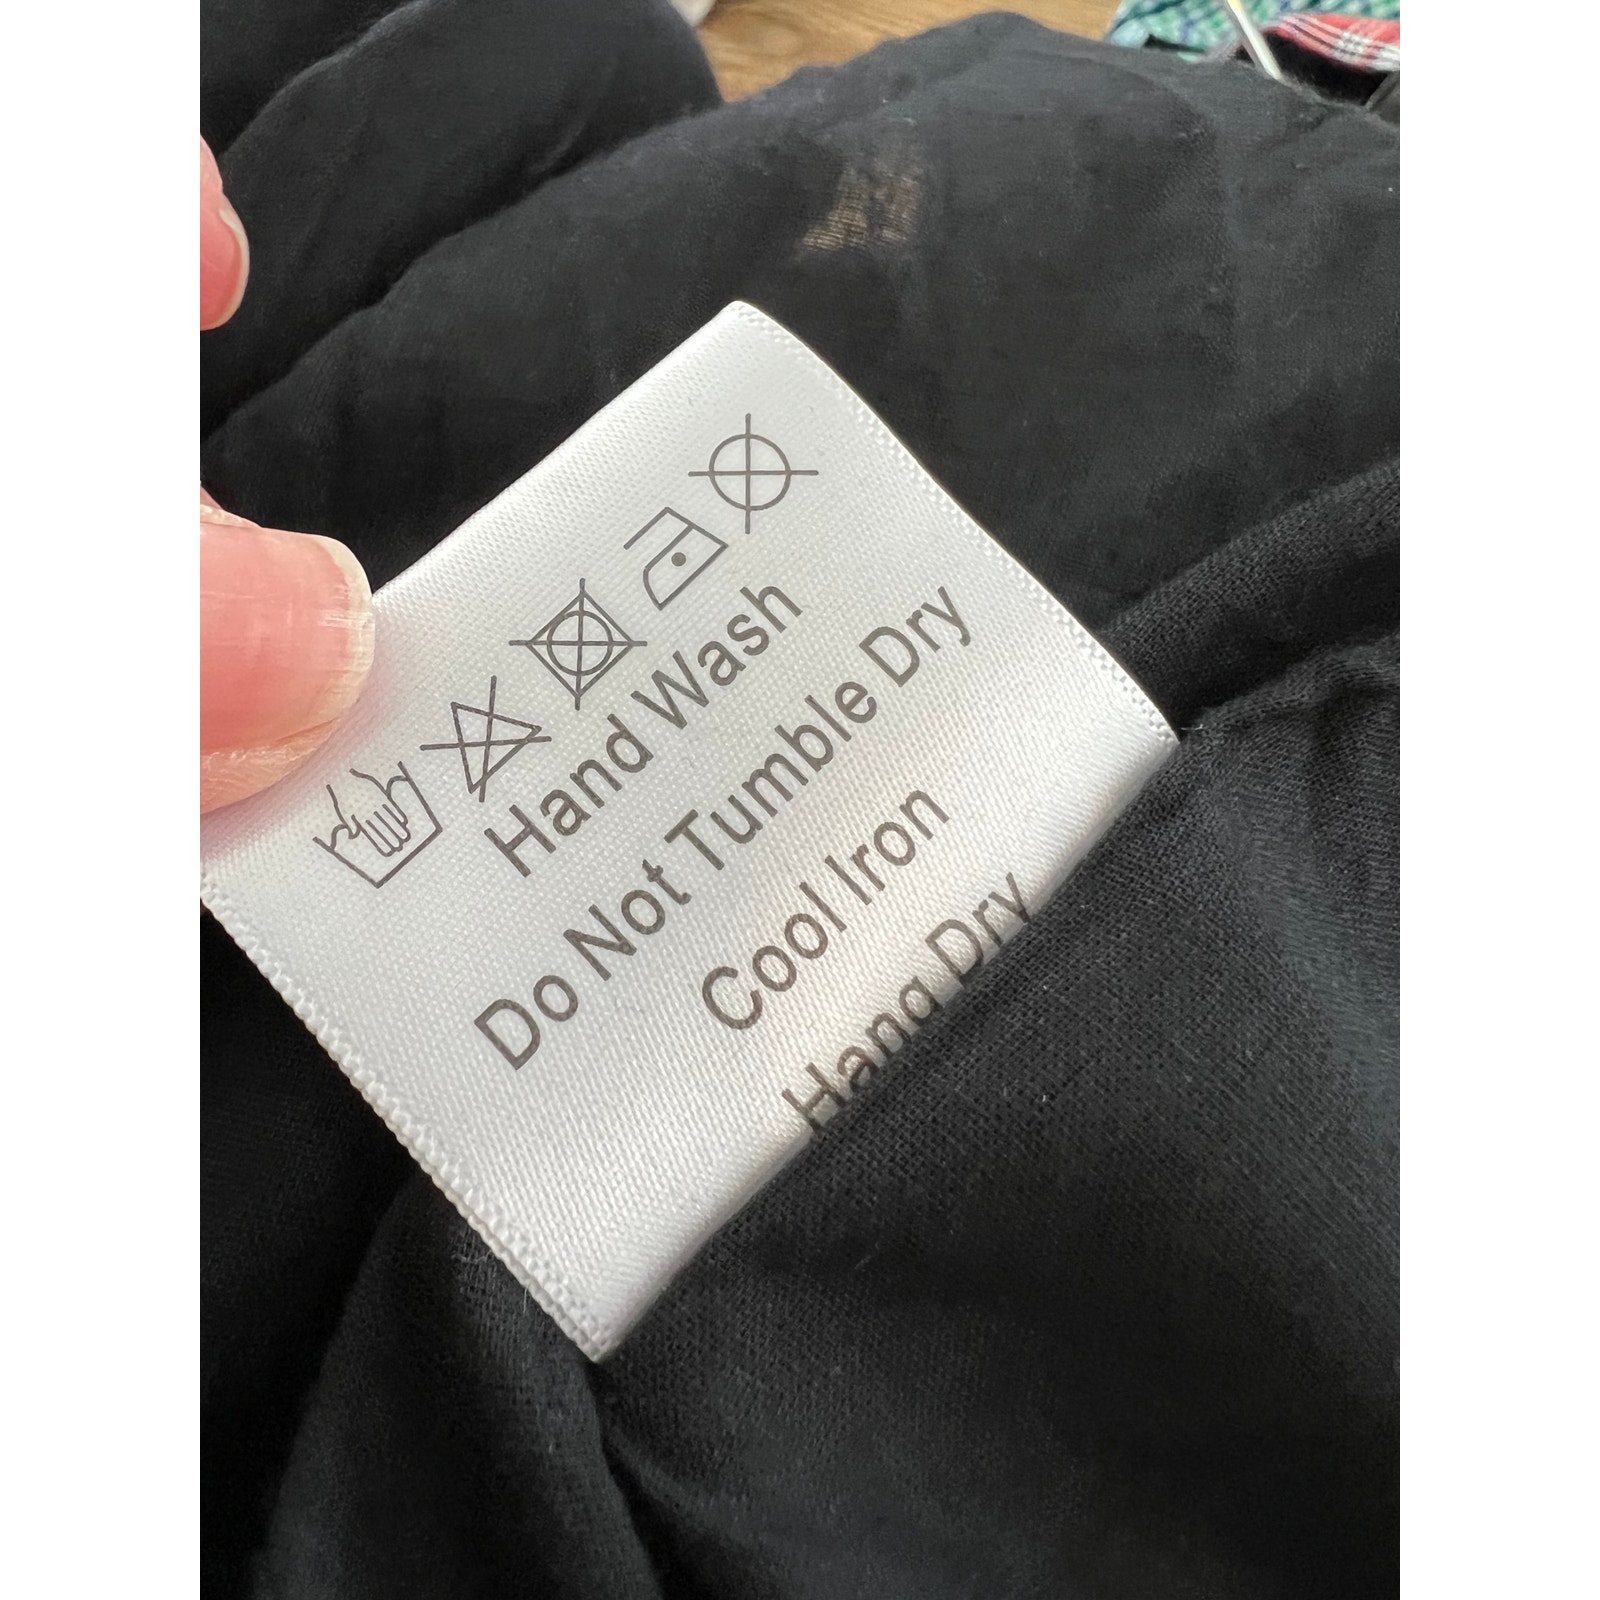 Hand Wash
Do Not Tumble Dry
Cool Iron
Hang Dry